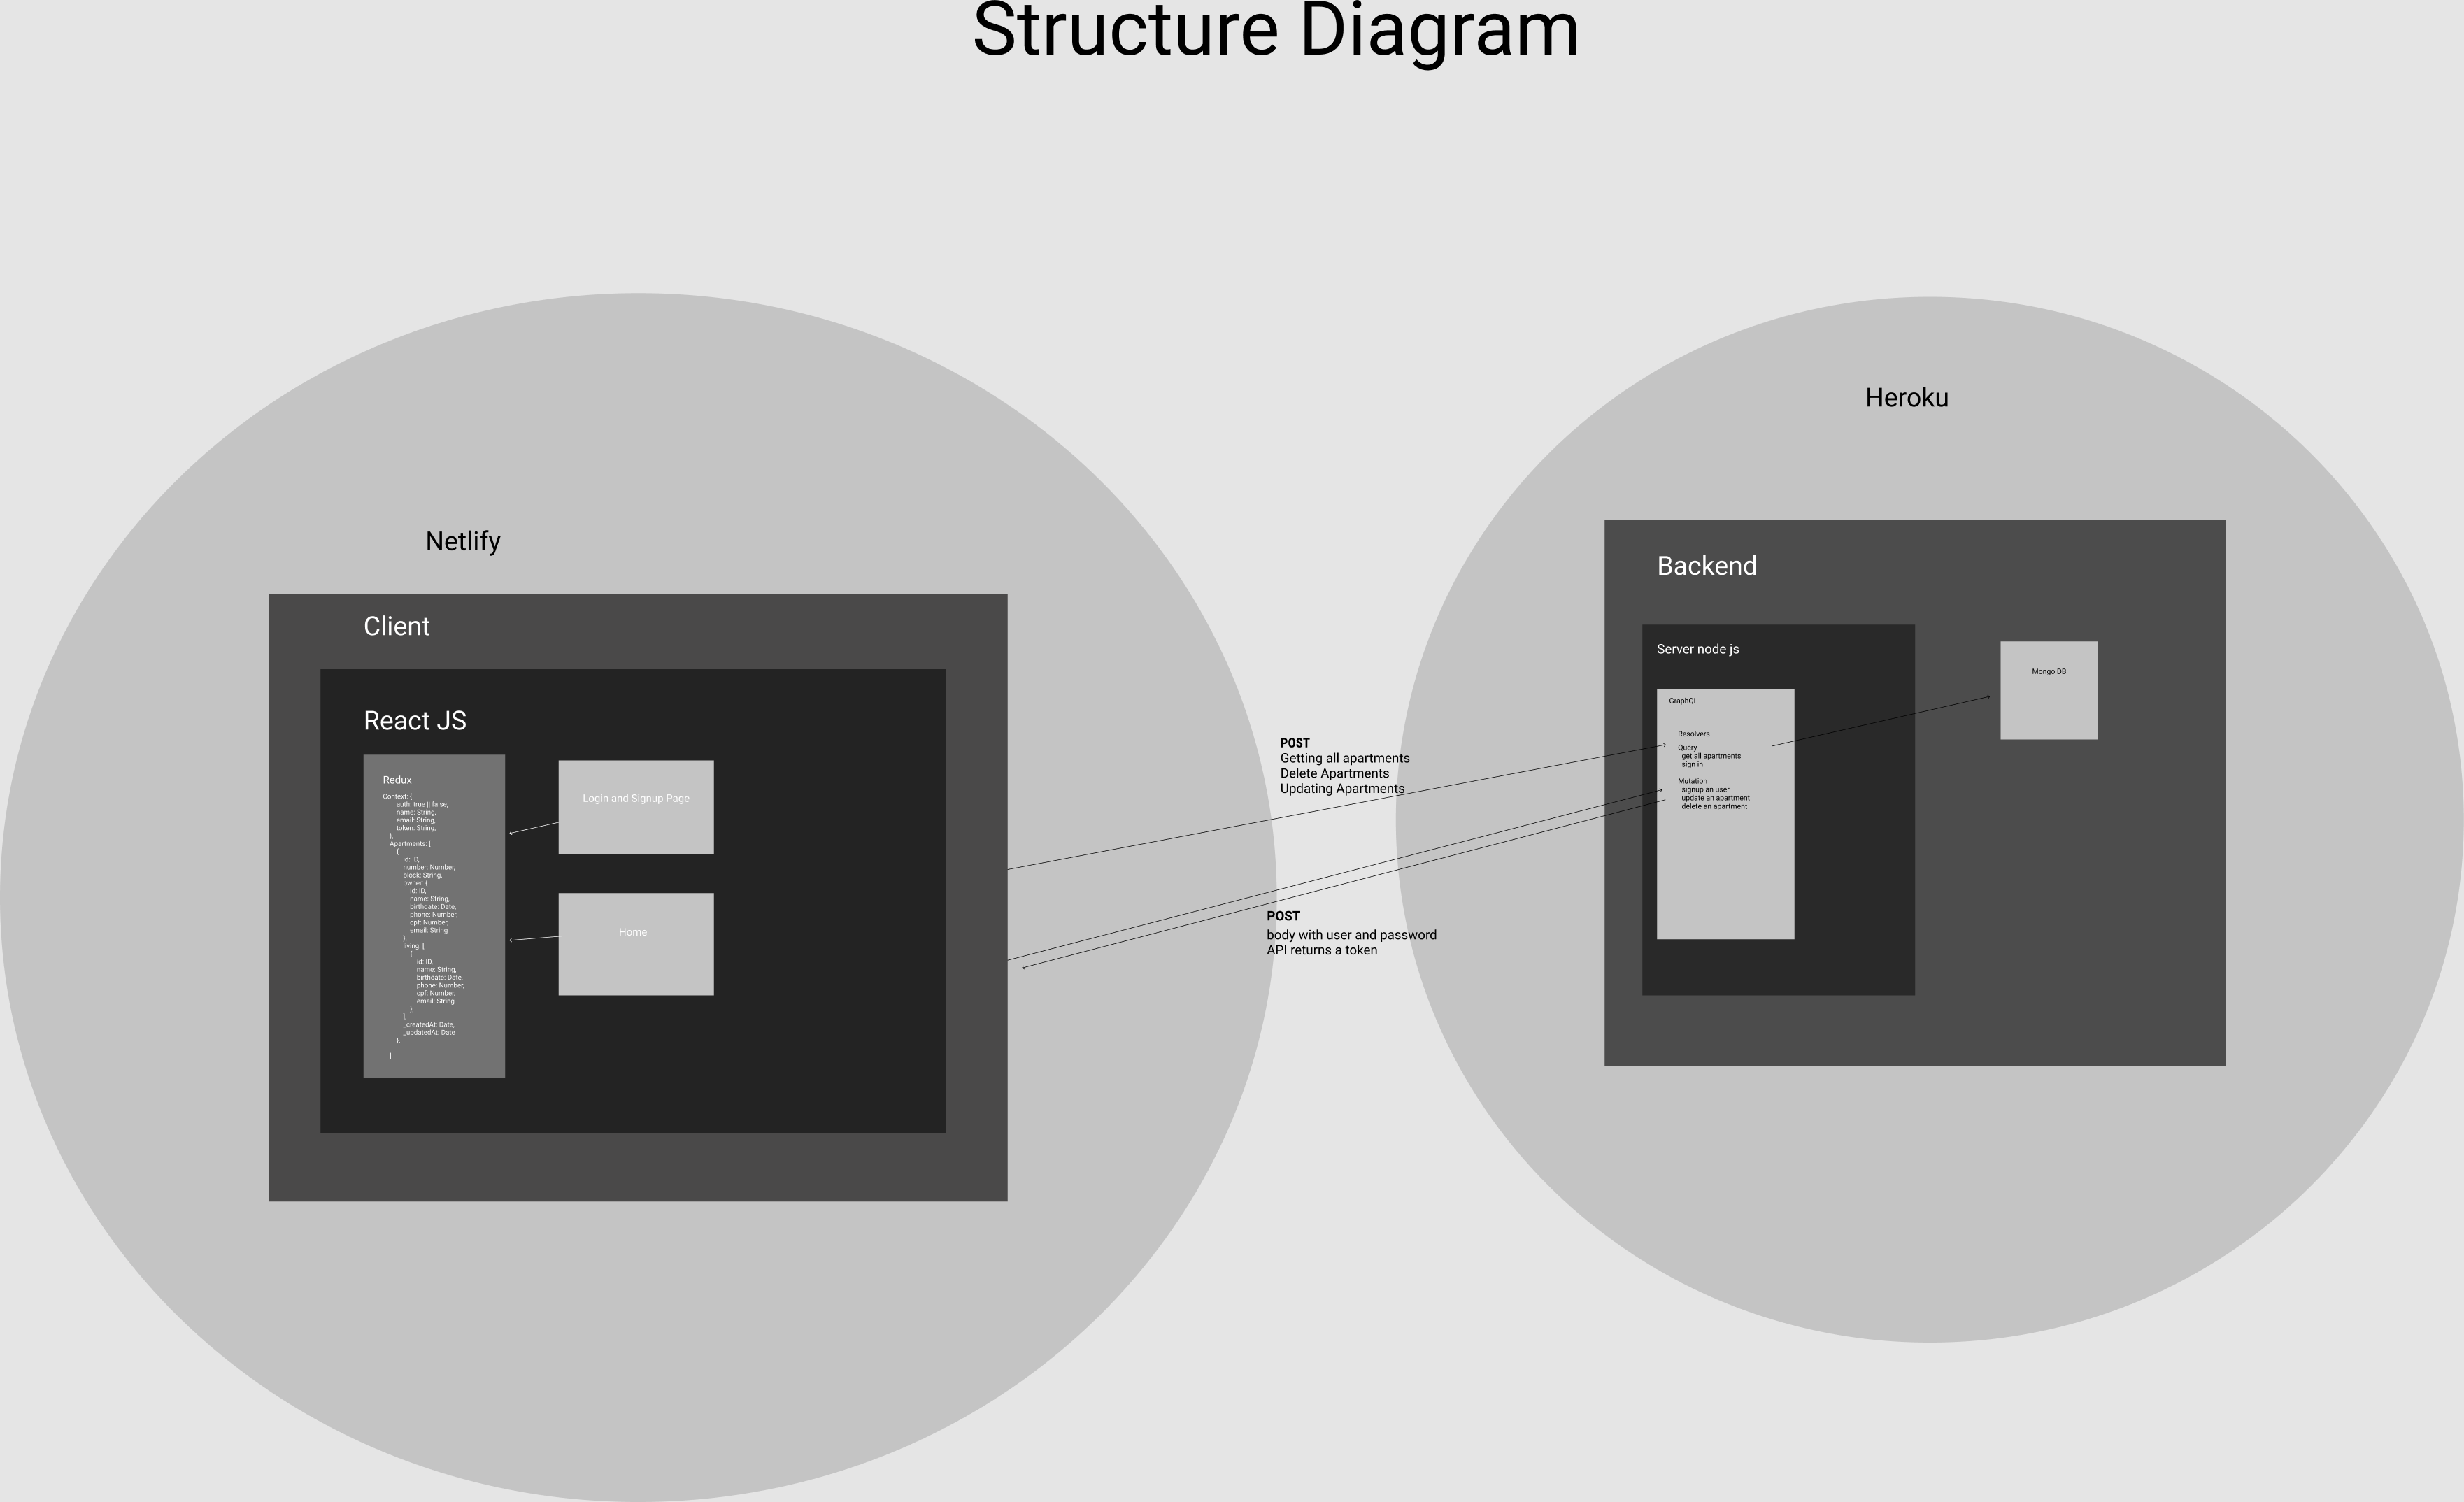 Structure Diagram
Netlify
Client
React JS
Redux
Context: {
auth: true || false,
name: String,
email: String,
token: String,
},
Apartments: [
{
id: ID,
number: Number,
block: String,
owner: {
id: ID,
name: String,
birthdate: Date,
phone: Number,
cpf: Number,
email: String
},
living: [
{
id: ID,
name: String,
birthdate: Date,
phone: Number,
cpf: Number,
email: String
},
],
_createdAt: Date,
_updatedAt: Date
},
]
Login and Signup Page
Home
POST
Getting all apartments
Delete Apartments
Updating Apartments
POST
body with user and password
API returns a token
Heroku
Backend
Server node js
GraphQL
Resolvers
Query
get all apartments
sign in
Mutation
signup an user
update an apartment
delete an apartment
Mongo DB